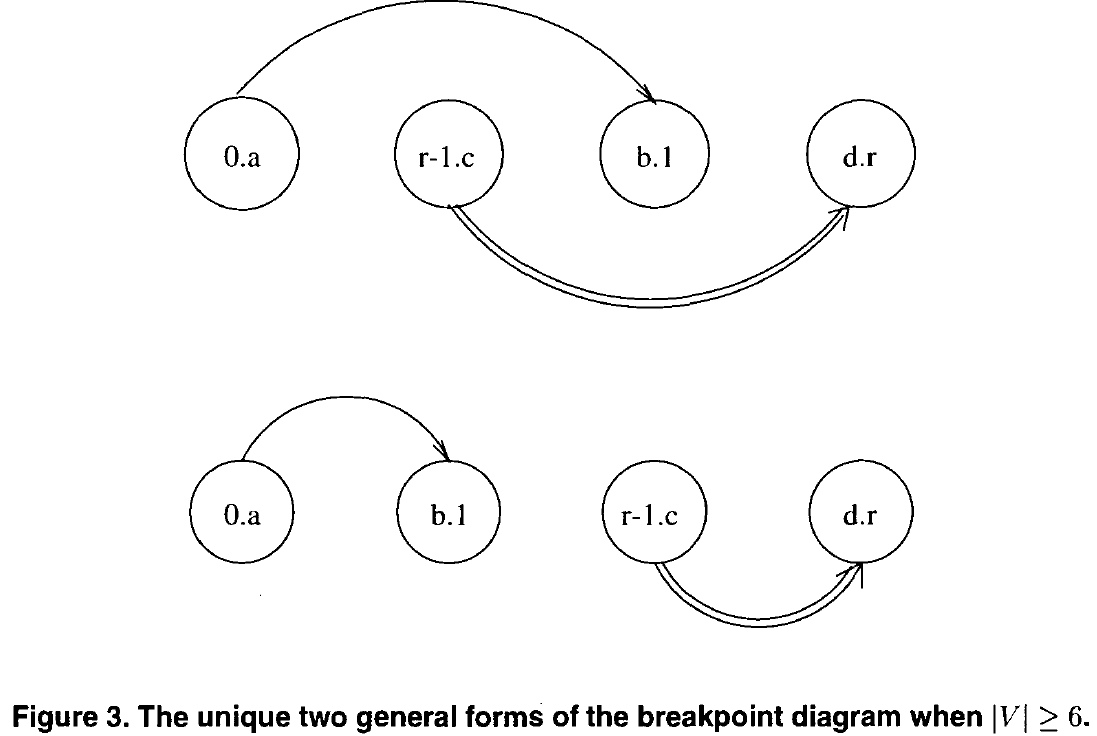 0.a r-1.c b.1 d.r
0.a b.1 r-1.c d.r
Figure 3. The unique two general forms of the breakpoint diagram when |V| ≥ 6.